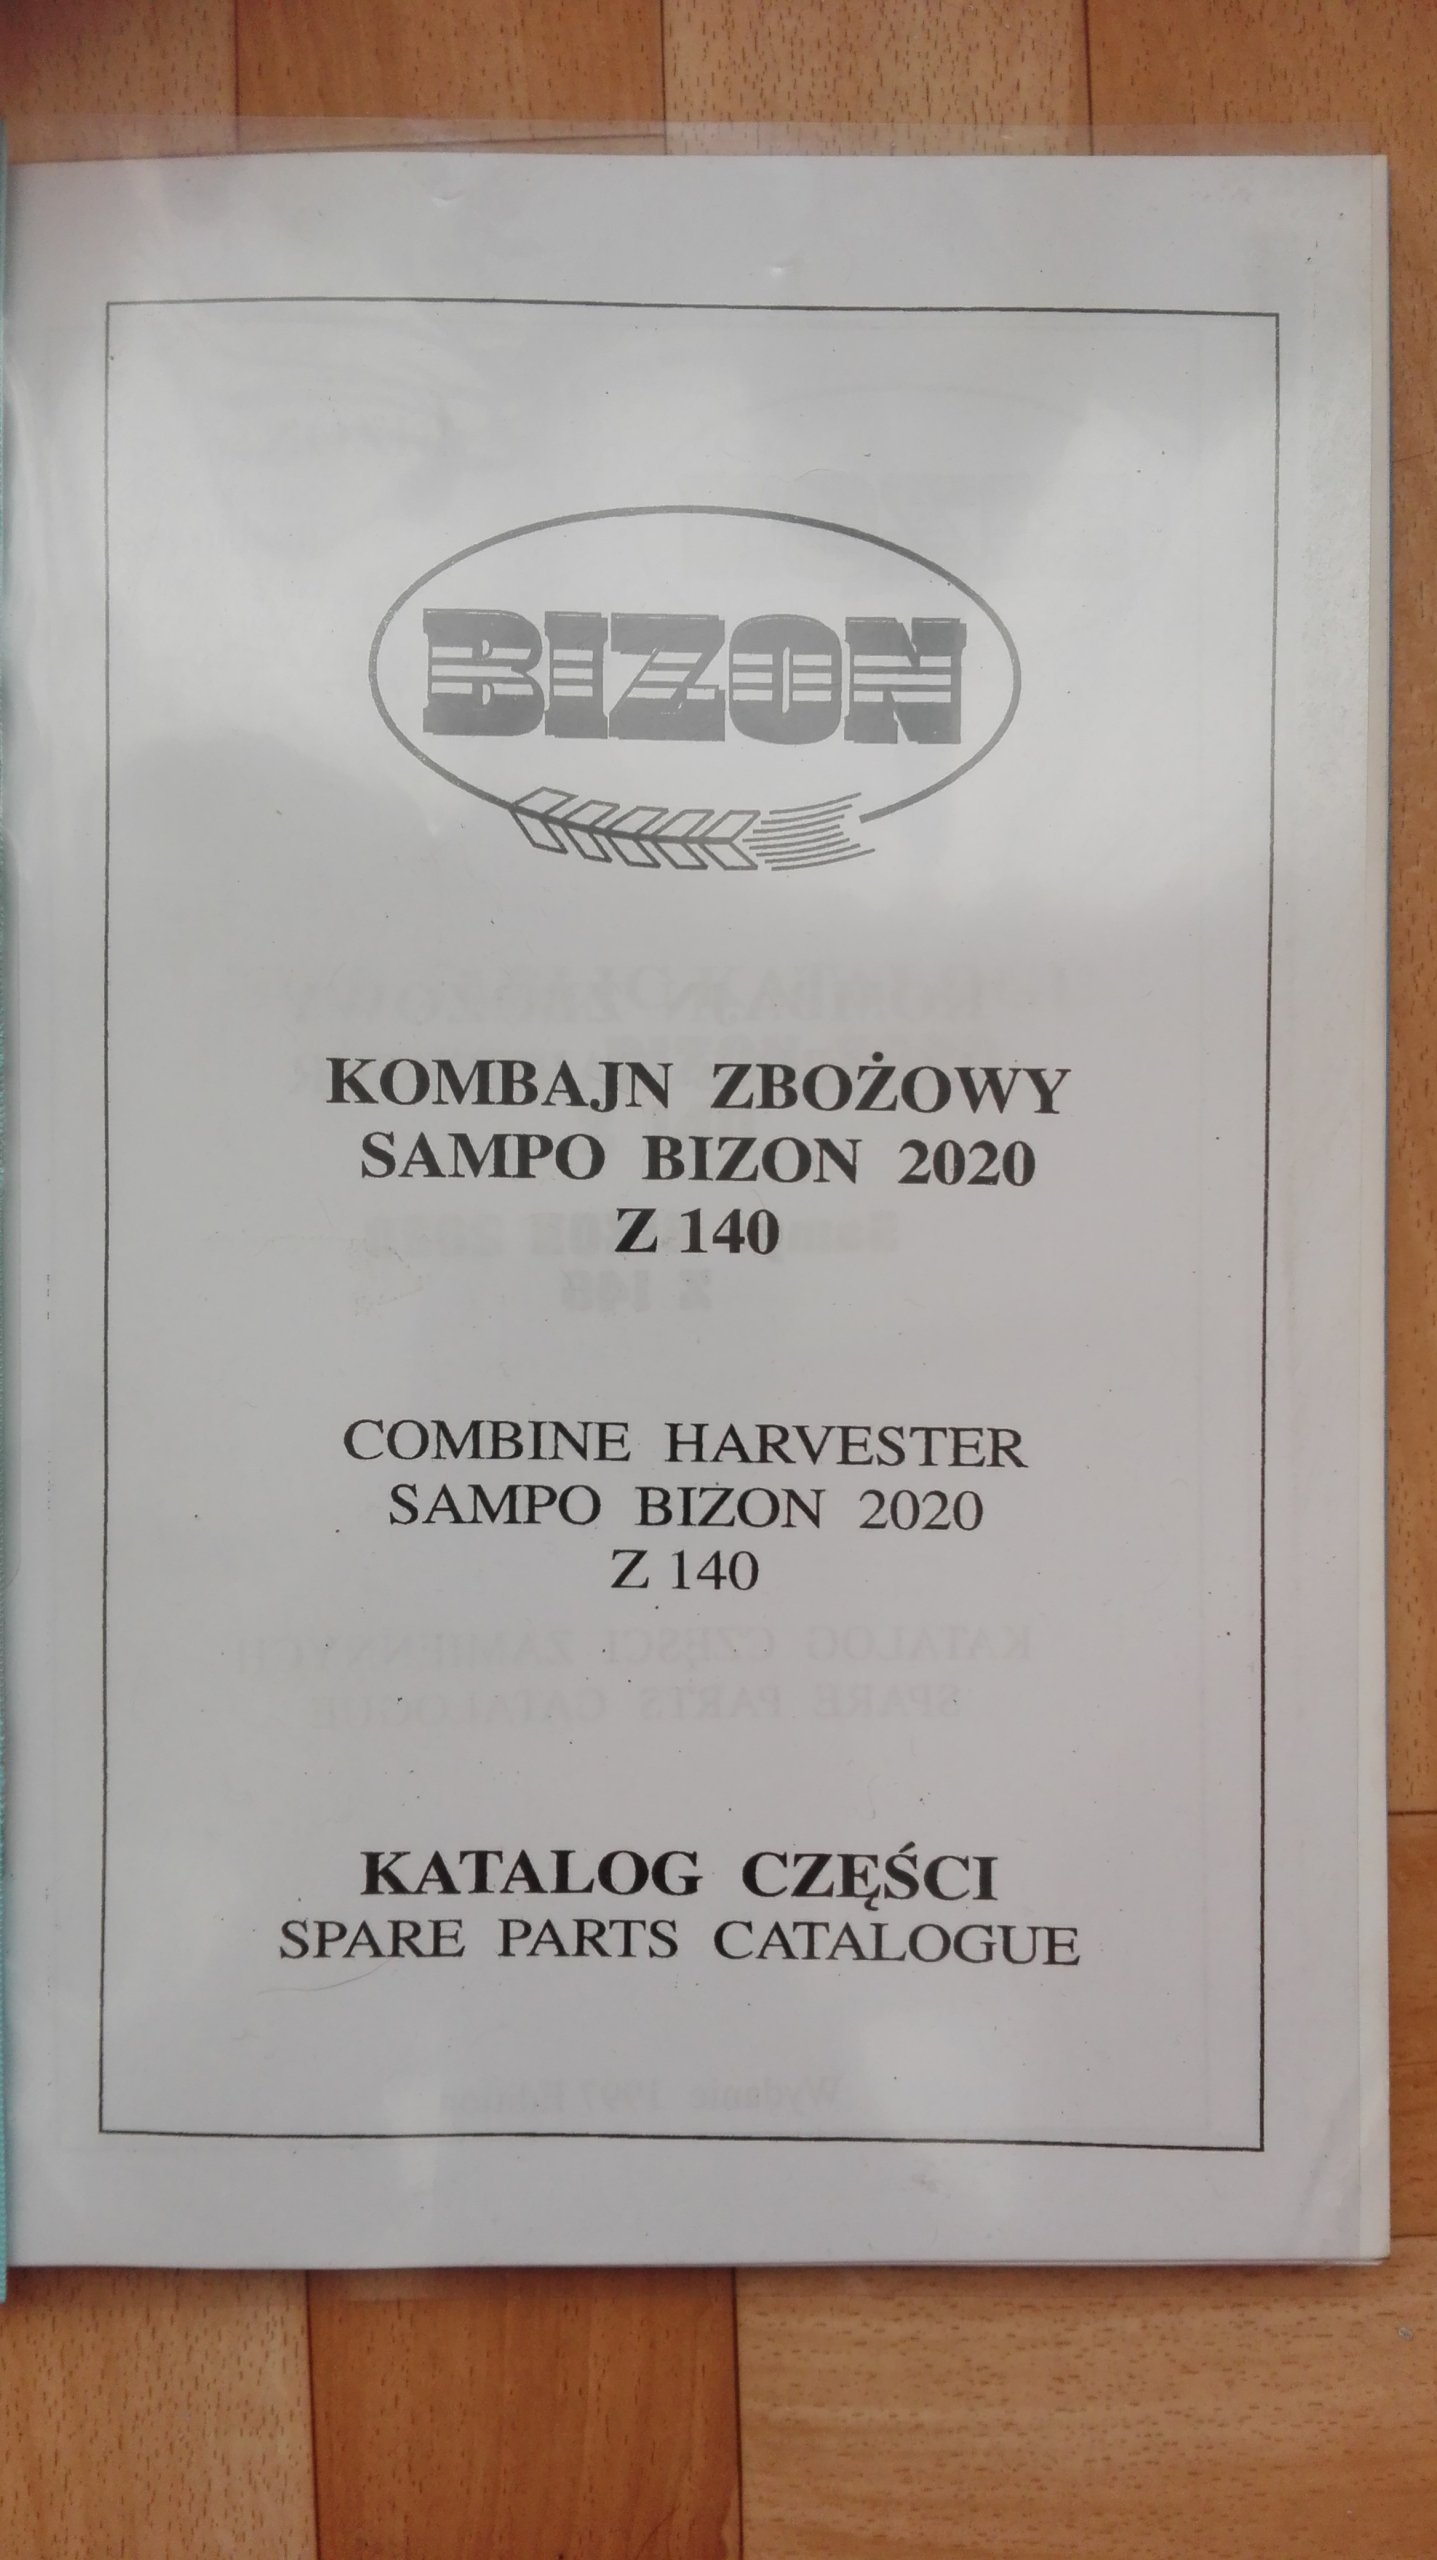 BIZON
KOMBAJN ZBOŻOWY
SAMPO BIZON 2020
Z 140
COMBINE HARVESTER
SAMPO BIZON 2020
Z 140
KATALOG CZĘŚCI
SPARE PARTS CATALOGUE